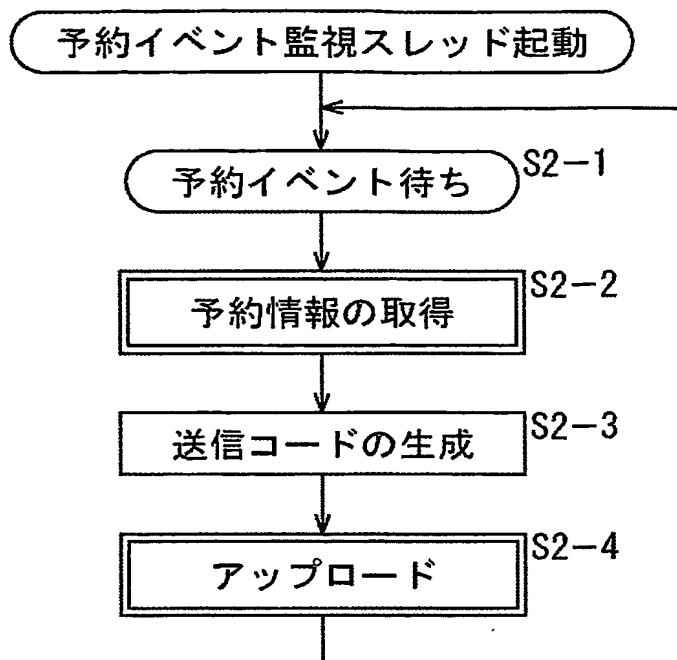 予約イベント監視スレッド起動
予約イベント待ち
S2-1
予約情報の取得
S2-2
送信コードの生成
S2-3
アップロード
S2-4